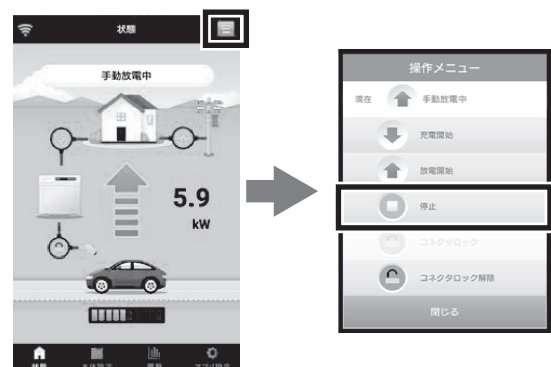 状態
手動放電中
5.9
kW
状態
操作メニュー
現在 手動放電中
充電開始
放電開始
停止
コネクタロック
コネクタロック解除
閉じる